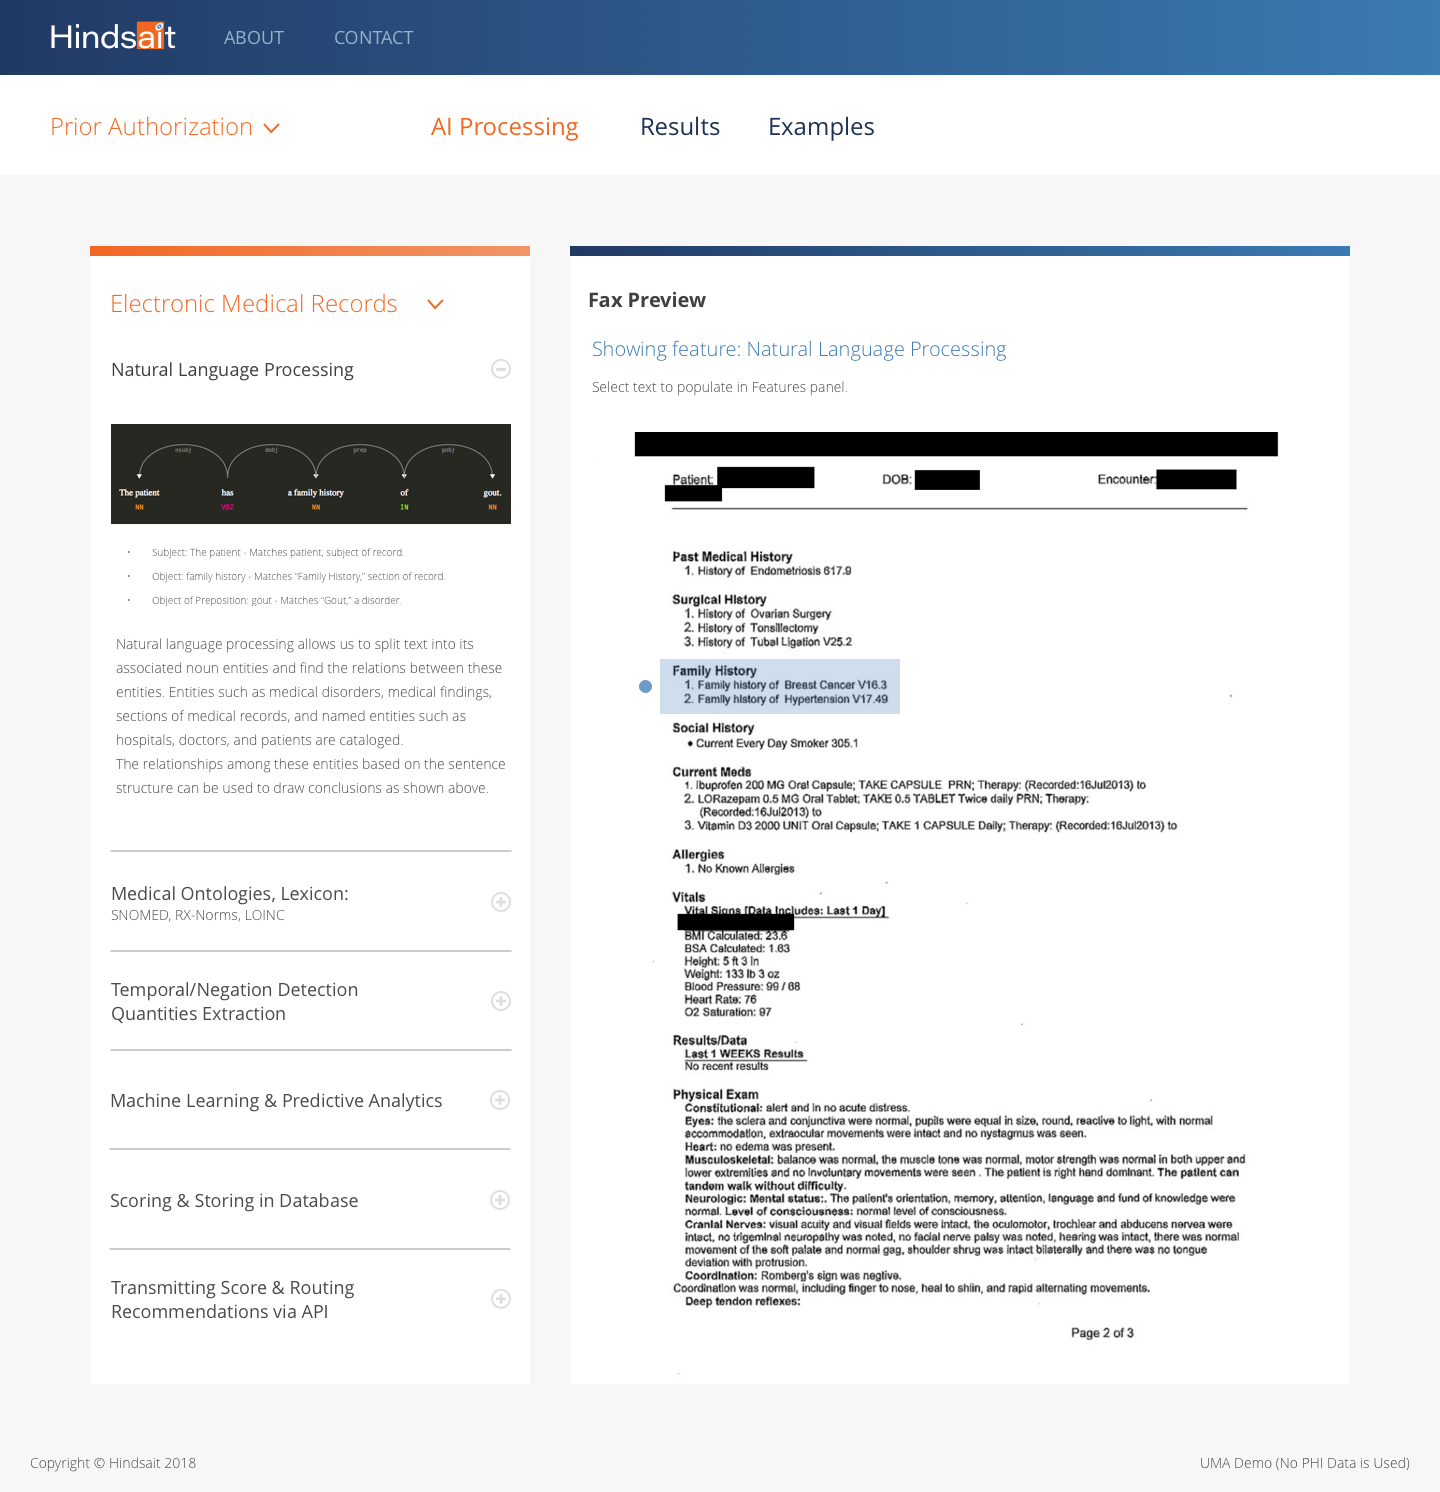 Hindsait
ABOUT
CONTACT
Prior Authorization
AI Processing
Results
Examples
Electronic Medical Records
Natural Language Processing
nsubj
dobj
prep
pobj
The patient has a family history of gout.
NN VBZ NN IN NN
• Subject: The patient - Matches patient, subject of record.
• Object: family history - Matches “Family History,” section of record.
• Object of Preposition: gout - Matches “Gout,” a disorder.
Natural language processing allows us to split text into its
associated noun entities and find the relations between these
entities. Entities such as medical disorders, medical findings,
sections of medical records, and named entities such as
hospitals, doctors, and patients are cataloged.
The relationships among these entities based on the sentence
structure can be used to draw conclusions as shown above.
Medical Ontologies, Lexicon:
SNOMED, RX-Norms, LOINC
Temporal/Negation Detection
Quantities Extraction
Machine Learning & Predictive Analytics
Scoring & Storing in Database
Transmitting Score & Routing
Recommendations via API
Fax Preview
Showing feature: Natural Language Processing
Select text to populate in Features panel.
Patient:
DOB:
Encounter:
Past Medical History
1. History of Endometriosis 617.9
Surgical History
1. History of Ovarian Surgery
2. History of Tonsillectomy
3. History of Tubal Ligation V25.2
Family History
1. Family history of Breast Cancer V16.3
2. Family history of Hypertension V17.49
Social History
• Current Every Day Smoker 305.1
Current Meds
1. Ibuprofen 200 MG Oral Capsule; TAKE CAPSULE PRN; Therapy: (Recorded:16Jul2013) to
2. LORazepam 0.5 MG Oral Tablet; TAKE 0.5 TABLET Twice daily PRN; Therapy:
(Recorded:16Jul2013) to
3. Vitamin D3 2000 UNIT Oral Capsule; TAKE 1 CAPSULE Daily; Therapy: (Recorded:16Jul2013) to
Allergies
1. No Known Allergies
Vitals
Vital Signs [Data Includes: Last 1 Day]
BMI Calculated: 23.6
BSA Calculated: 1.63
Height: 5 ft 3 in
Weight: 133 lb 3 oz
Blood Pressure: 99 / 68
Heart Rate: 76
O2 Saturation: 97
Results/Data
Last 1 WEEKS Results
No recent results
Physical Exam
Constitutional: alert and in no acute distress.
Eyes: the sclera and conjunctiva were normal, pupils were equal in size, round, reactive to light, with normal
accommodation, extraocular movements were intact and no nystagmus was seen.
Heart: no edema was present.
Musculoskeletal: balance was normal, the muscle tone was normal, motor strength was normal in both upper and
lower extremities and no involuntary movements were seen . The patient is right hand dominant. The patient can
tandem walk without difficulty.
Neurologic: Mental status:. The patient's orientation, memory, attention, language and fund of knowledge were
normal. Level of consciousness: normal level of consciousness.
Cranial Nerves: visual acuity and visual fields were intact, the oculomotor, trochlear and abducens nervea were
intact, no trigeminal neuropathy was noted, no facial nerve palsy was noted, hearing was intact, there was normal
movement of the soft palate and normal gag, shoulder shrug was intact bilaterally and there was no tongue
deviation with protrusion.
Coordination: Romberg's sign was negtive.
Coordination was normal, including finger to nose, heal to shiin, and rapid alternating movements.
Deep tendon reflexes:
Page 2 of 3
Copyright © Hindsait 2018
UMA Demo (No PHI Data is Used)